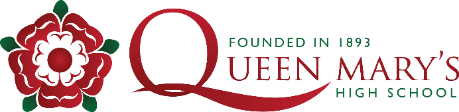 FOUNDED IN 1893
QUEEN MARY'S
HIGH SCHOOL